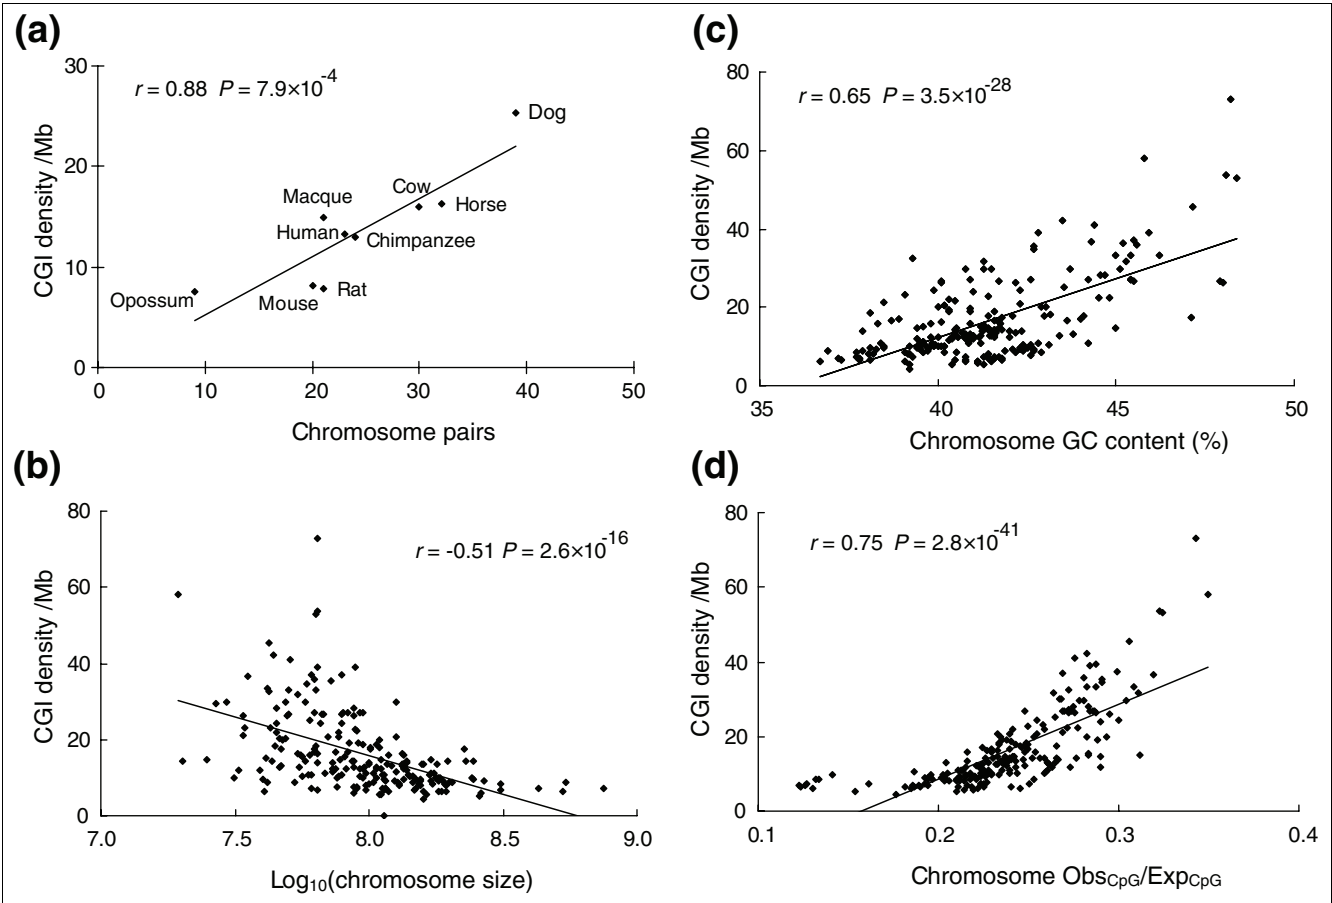 (a)
r = 0.88 P = 7.9×10-4
CGI density /Mb
30
20
10
0
Dog
Macque
Cow
Horse
Human
Chimpanzee
Opossum
Mouse
Rat
0 10 20 30 40 50
Chromosome pairs
(c)
r = 0.65 P = 3.5×10-28
CGI density /Mb
80
60
40
20
0
35 40 45 50
Chromosome GC content (%)
(b)
r = -0.51 P = 2.6×10-16
CGI density /Mb
80
60
40
20
0
7.0 7.5 8.0 8.5 9.0
Log10(chromosome size)
(d)
r = 0.75 P = 2.8×10-41
CGI density /Mb
80
60
40
20
0
0.1 0.2 0.3 0.4
Chromosome ObsCpG/ExpCpG